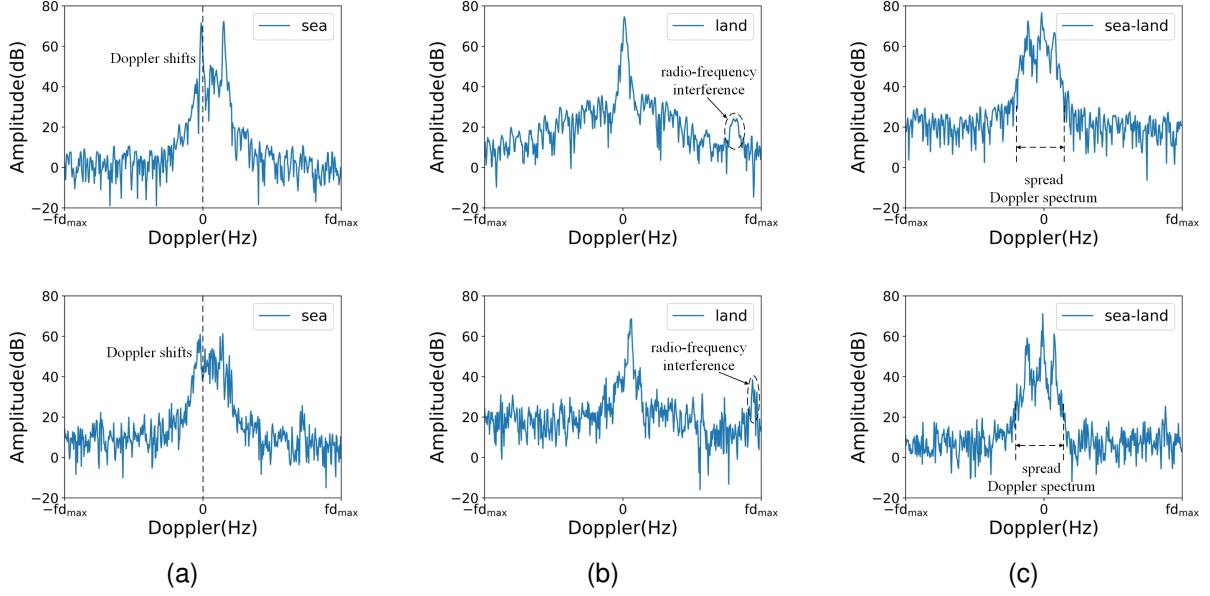 80
60
40
20
0
−20
Amplitude(dB)
sea
Doppler shifts
−fdmax
0
fdmax
Doppler(Hz)
80
60
40
20
0
−20
Amplitude(dB)
land
radio-frequency
interference
−fdmax
0
fdmax
Doppler(Hz)
80
60
40
20
0
−20
Amplitude(dB)
sea-land
spread
Doppler spectrum
−fdmax
0
fdmax
Doppler(Hz)
80
60
40
20
0
−20
Amplitude(dB)
sea
Doppler shifts
−fdmax
0
fdmax
Doppler(Hz)
80
60
40
20
0
−20
Amplitude(dB)
land
radio-frequency
interference
−fdmax
0
fdmax
Doppler(Hz)
80
60
40
20
0
−20
Amplitude(dB)
sea-land
spread
Doppler spectrum
−fdmax
0
fdmax
Doppler(Hz)
(a)
(b)
(c)